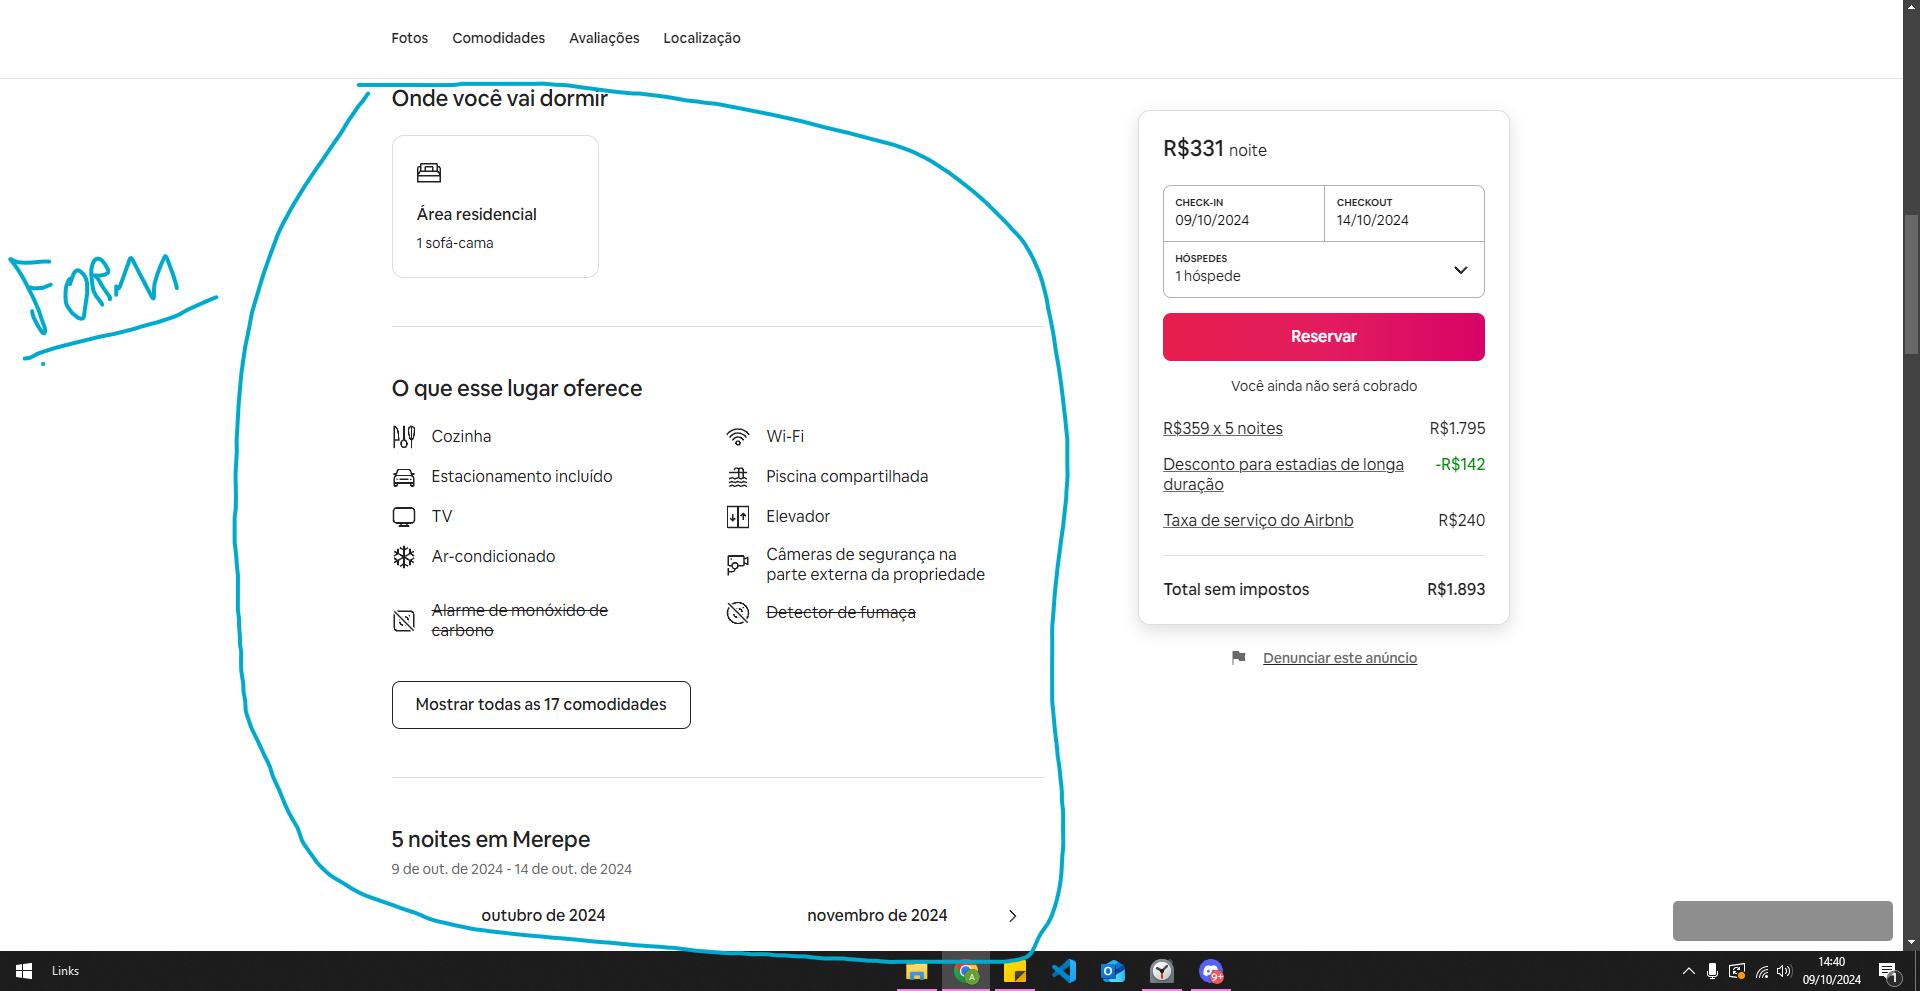 Fotos Comodidades Avaliações Localização
Onde você vai dormir
Área residencial
1 sofá-cama
FORM
O que esse lugar oferece
Cozinha
Wi-Fi
Estacionamento incluído
Piscina compartilhada
TV
Elevador
Ar-condicionado
Câmeras de segurança na
parte externa da propriedade
Alarme de monóxido de
carbono
Detector de fumaça
Mostrar todas as 17 comodidades
5 noites em Merepe
9 de out. de 2024 - 14 de out. de 2024
outubro de 2024
novembro de 2024
R$331 noite
CHECK-IN
09/10/2024
CHECKOUT
14/10/2024
HÓSPEDES
1 hóspede
Reservar
Você ainda não será cobrado
R$359 x 5 noites R$1.795
Desconto para estadias de longa
duração
-R$142
Taxa de serviço do Airbnb R$240
Total sem impostos R$1.893
Denunciar este anúncio
Links
A
9+
14:40
09/10/2024
1